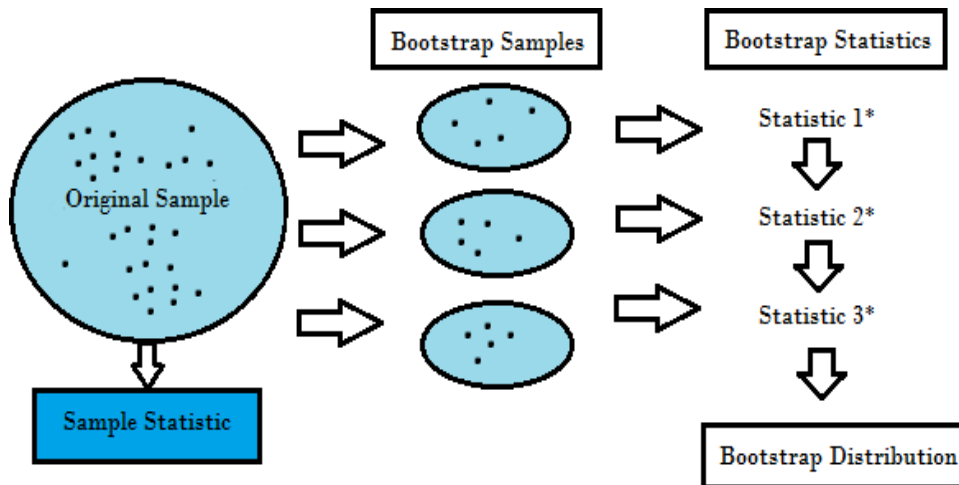 Bootstrap Samples
Bootstrap Statistics
Original Sample
Sample Statistic
Statistic 1*
Statistic 2*
Statistic 3*
Bootstrap Distribution